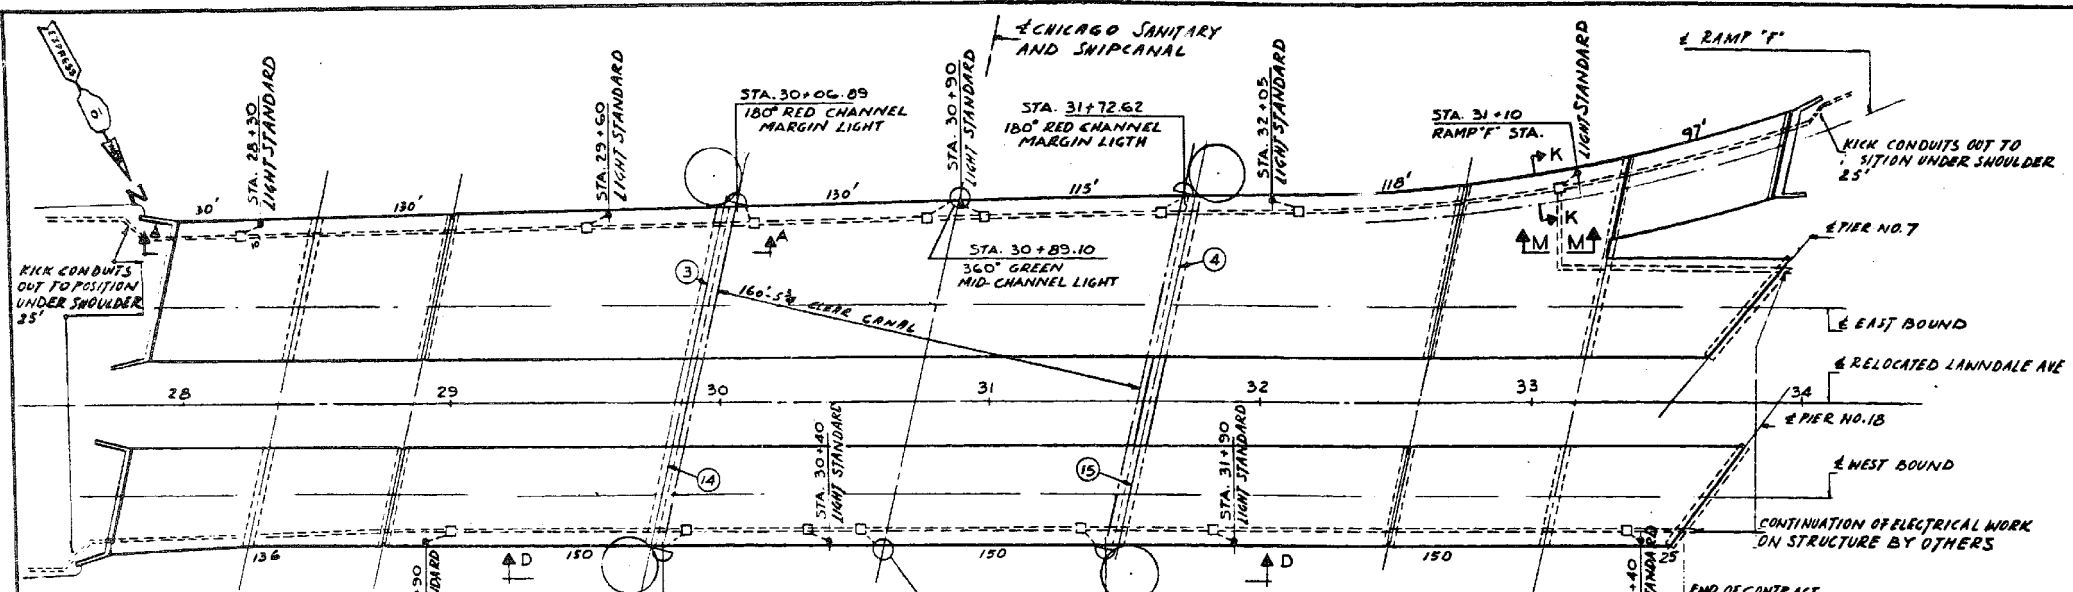 EXPRESS
N
℄ CHICAGO SANITARY
AND SHIPCANAL
℄ RAMP "F"
STA. 28+30
LIGHT STANDARD
STA. 29+60
LIGHT STANDARD
STA. 30+06.89
180° RED CHANNEL
MARGIN LIGHT
STA. 30+90
LIGHT STANDARD
STA. 31+72.62
180° RED CHANNEL
MARGIN LIGTH
STA. 32+05
LIGHT STANDARD
STA. 31+10
RAMP "F" STA.
LIGHT STANDARD
97'
KICK CONDUITS OUT TO
SITION UNDER SHOULDER
25'
30'
130'
130'
115'
118'
K
K
M
M
A
A
STA. 30+89.10
360° GREEN
MID-CHANNEL LIGHT
KICK CONDUITS
OUT TO POSITION
UNDER SHOULDER
25'
3
4
160'-5¾ CLEAR CANAL
℄ PIER NO. 7
℄ EAST BOUND
℄ RELOCATED LAWNDALE AVE
28
29
30
31
32
33
34
℄ PIER NO. 18
STA. 30+40
LIGHT STANDARD
STA. 31+90
LIGHT STANDARD
14
15
℄ WEST BOUND
CONTINUATION OF ELECTRICAL WORK
ON STRUCTURE BY OTHERS
136
150
150
150
25
D
D
+90
NDARD
+40
TANDARD
END OF CONTRACT